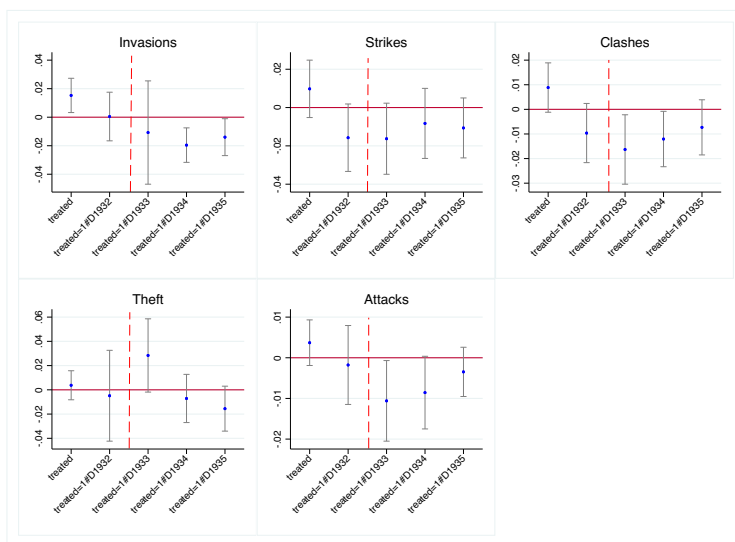 Invasions
.04
.02
0
-.02
-.04
treated
treated=1#D1932
treated=1#D1933
treated=1#D1934
treated=1#D1935
Strikes
.02
0
-.02
-.04
treated
treated=1#D1932
treated=1#D1933
treated=1#D1934
treated=1#D1935
Clashes
.02
.01
0
-.01
-.02
-.03
treated
treated=1#D1932
treated=1#D1933
treated=1#D1934
treated=1#D1935
Theft
.06
.04
.02
0
-.02
-.04
treated
treated=1#D1932
treated=1#D1933
treated=1#D1934
treated=1#D1935
Attacks
.01
0
-.01
-.02
treated
treated=1#D1932
treated=1#D1933
treated=1#D1934
treated=1#D1935